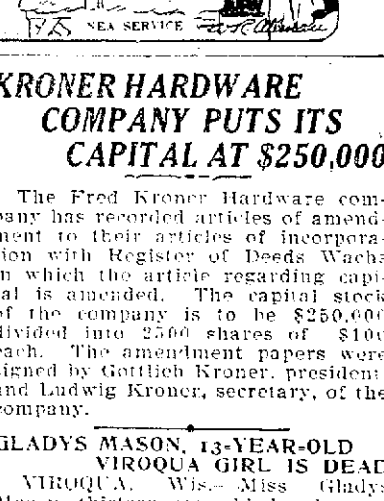 NEA SERVICE
KRONER HARDWARE
COMPANY PUTS ITS
CAPITAL AT $250,000
The Fred Kroner Hardware com-
pany has recorded articles of amend-
ment to their articles of incorpora-
tion with Register of Deeds Wachs
in which the article regarding capi-
tal is amended. The capital stock
of the company is to be $250,000
divided into 2500 shares of $100
each. The amendment papers were
signed by Gottlieb Kroner, president
and Ludwig Kroner, secretary, of the
company.
GLADYS MASON, 13-YEAR-OLD
VIROQUA GIRL IS DEAD
VIROQUA, Wis.— Miss Gladys